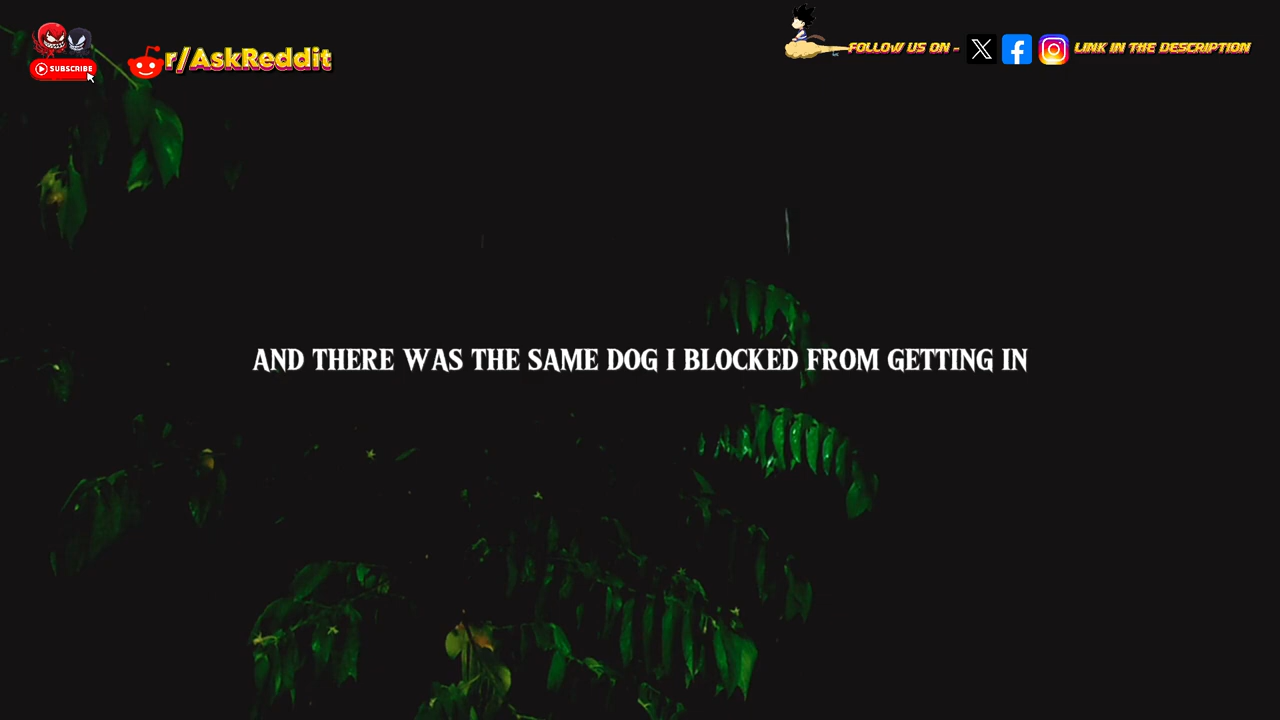 SUBSCRIBE
r/AskReddit
FOLLOW US ON -
LINK IN THE DESCRIPTION
AND THERE WAS THE SAME DOG I BLOCKED FROM GETTING IN